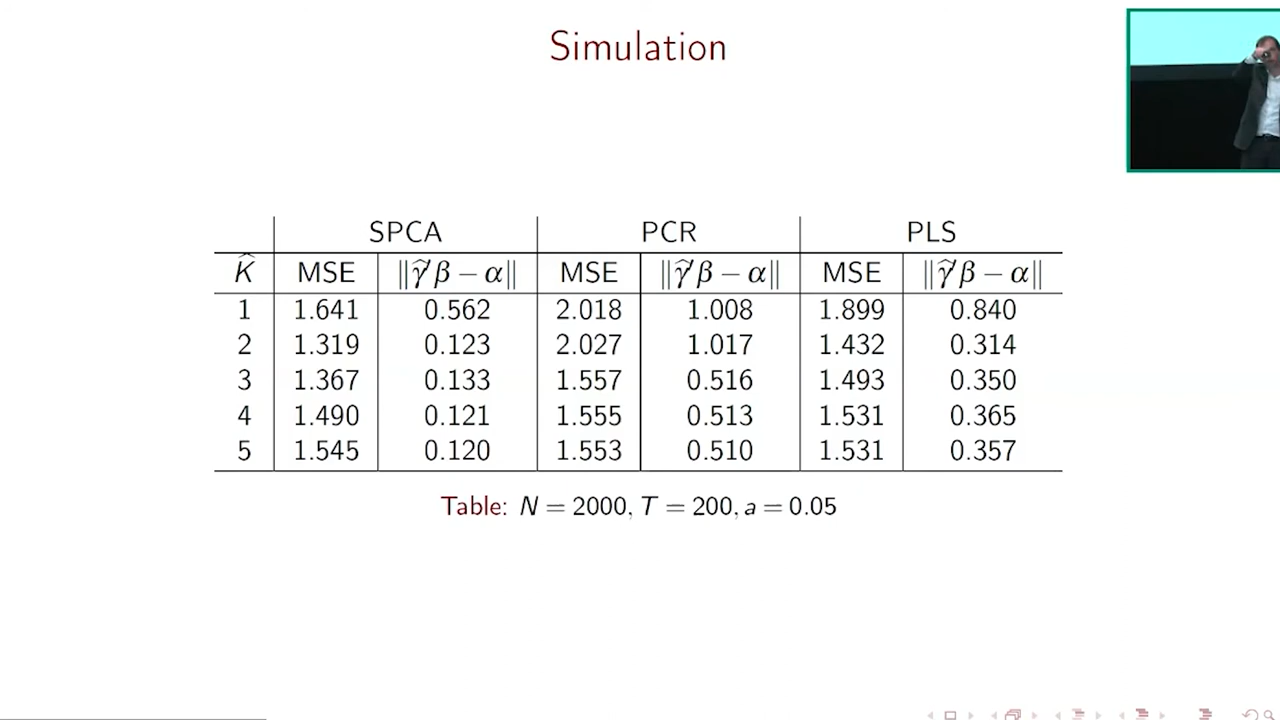 Simulation
SPCA PCR PLS
K̂ MSE ‖γ̂′β − α‖ MSE ‖γ̂′β − α‖ MSE ‖γ̂′β − α‖
1 1.641 0.562 2.018 1.008 1.899 0.840
2 1.319 0.123 2.027 1.017 1.432 0.314
3 1.367 0.133 1.557 0.516 1.493 0.350
4 1.490 0.121 1.555 0.513 1.531 0.365
5 1.545 0.120 1.553 0.510 1.531 0.357
Table: N = 2000, T = 200, a = 0.05